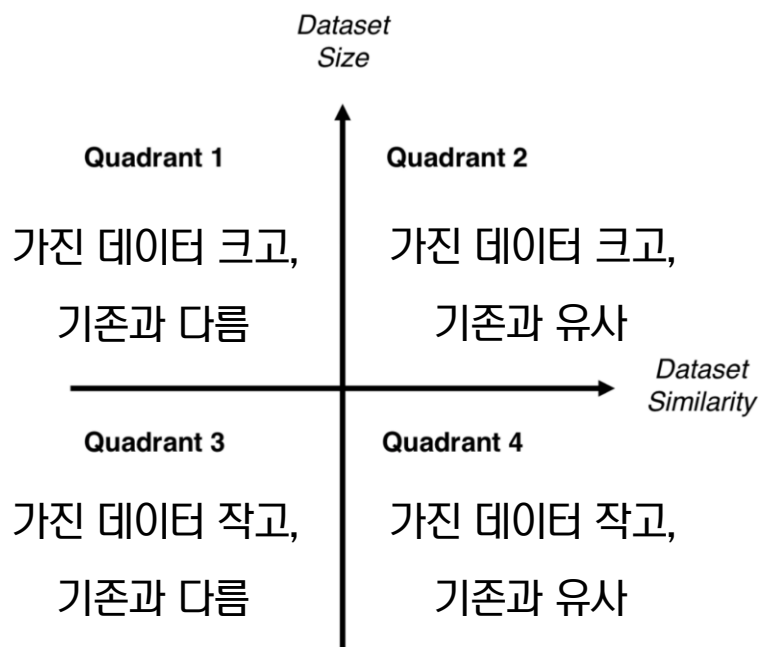 Dataset
Size
Quadrant 1
Quadrant 2
가진 데이터 크고,
기존과 다름
가진 데이터 크고,
기존과 유사
Dataset
Similarity
Quadrant 3
Quadrant 4
가진 데이터 작고,
기존과 다름
가진 데이터 작고,
기존과 유사